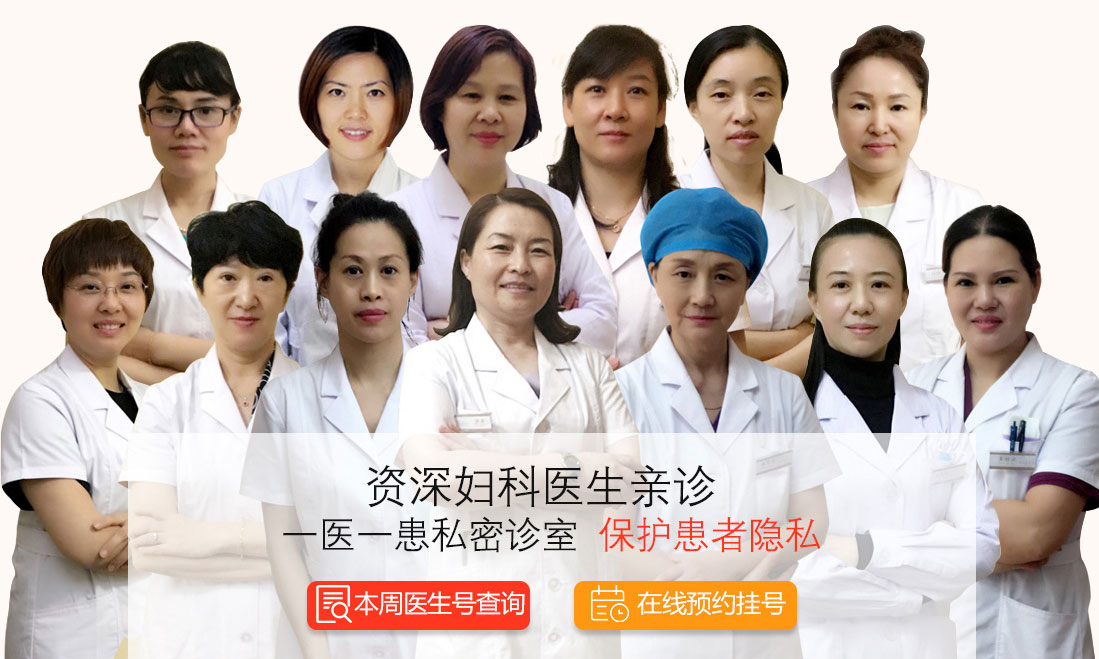 资深妇科医生亲诊
一医一患私密诊室 保护患者隐私
本周医生号查询
在线预约挂号